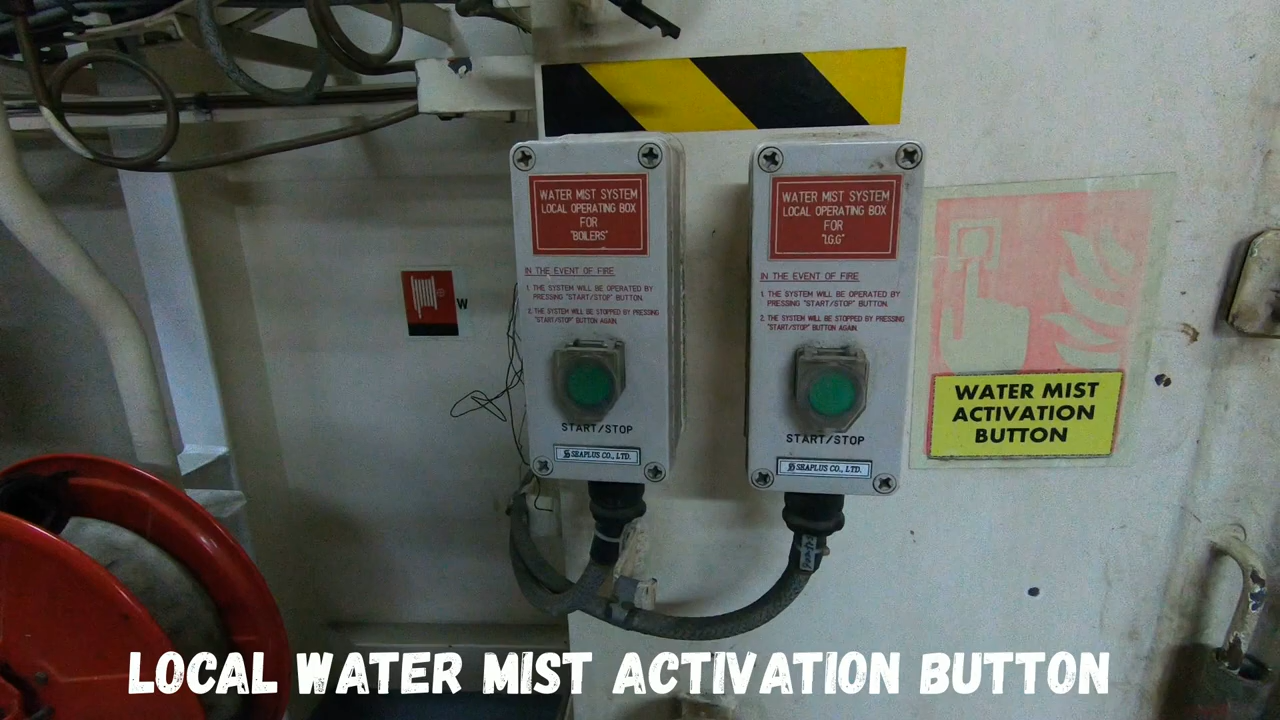 WATER MIST SYSTEM
LOCAL OPERATING BOX
FOR
"BOILERS"
IN THE EVENT OF FIRE
1. THE SYSTEM WILL BE OPERATED BY
PRESSING "START/STOP" BUTTON.
2. THE SYSTEM WILL BE STOPPED BY PRESSING
"START/STOP" BUTTON AGAIN.
START/STOP
SEAPLUS CO., LTD.
WATER MIST SYSTEM
LOCAL OPERATING BOX
FOR
"I.G.G"
IN THE EVENT OF FIRE
1. THE SYSTEM WILL BE OPERATED BY
PRESSING "START/STOP" BUTTON.
2. THE SYSTEM WILL BE STOPPED BY PRESSING
"START/STOP" BUTTON AGAIN.
START/STOP
SEAPLUS CO., LTD.
W
WATER MIST
ACTIVATION
BUTTON
LOCAL WATER MIST ACTIVATION BUTTON